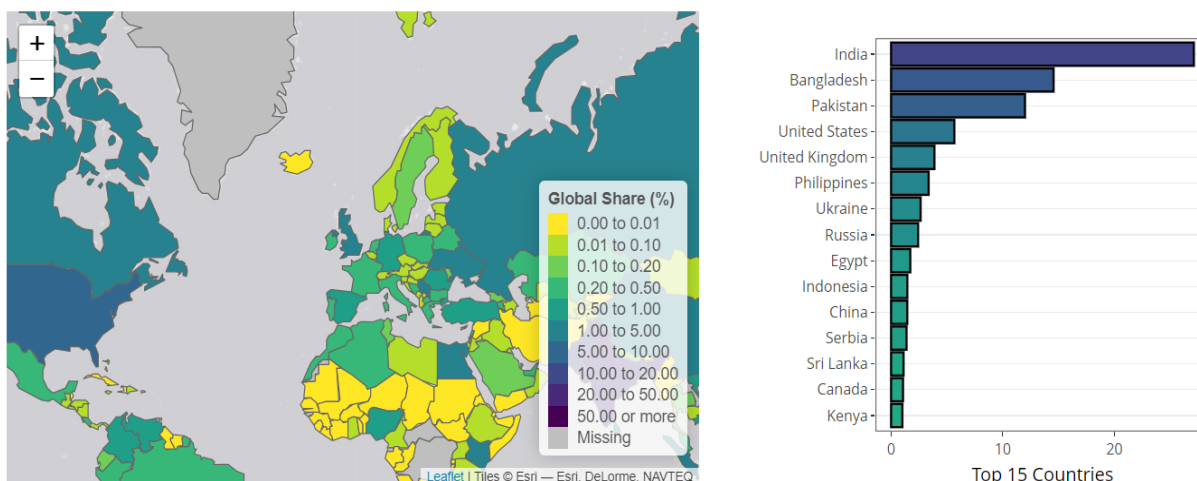 +
−
Global Share (%)
0.00 to 0.01
0.01 to 0.10
0.10 to 0.20
0.20 to 0.50
0.50 to 1.00
1.00 to 5.00
5.00 to 10.00
10.00 to 20.00
20.00 to 50.00
50.00 or more
Missing
Leaflet | Tiles © Esri — Esri, DeLorme, NAVTEQ
India
Bangladesh
Pakistan
United States
United Kingdom
Philippines
Ukraine
Russia
Egypt
Indonesia
China
Serbia
Sri Lanka
Canada
Kenya
0 10 20
Top 15 Countries